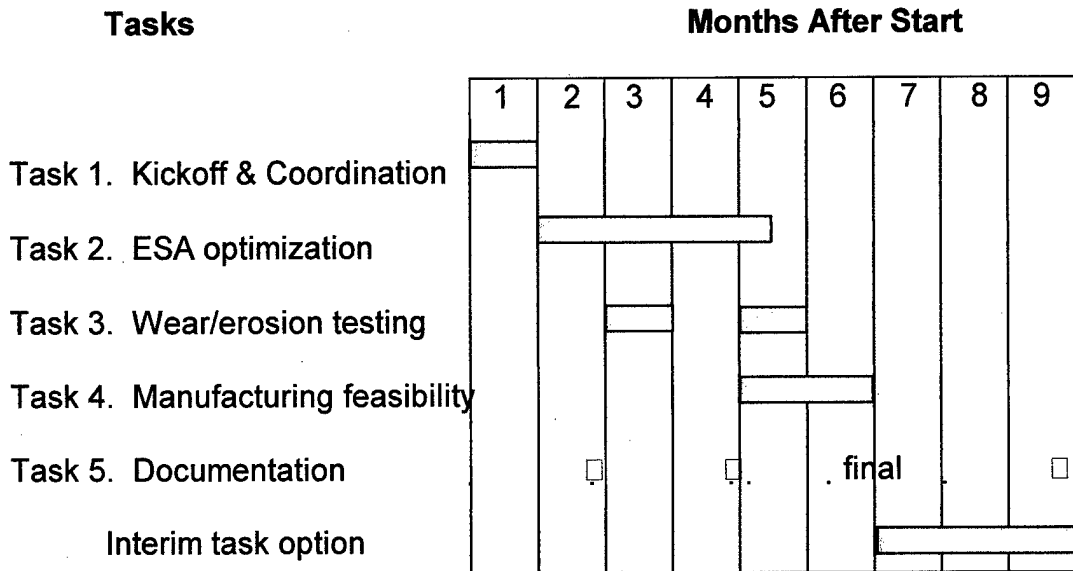 Tasks Months After Start
1 2 3 4 5 6 7 8 9
Task 1. Kickoff & Coordination
Task 2. ESA optimization
Task 3. Wear/erosion testing
Task 4. Manufacturing feasibility
Task 5. Documentation final
Interim task option